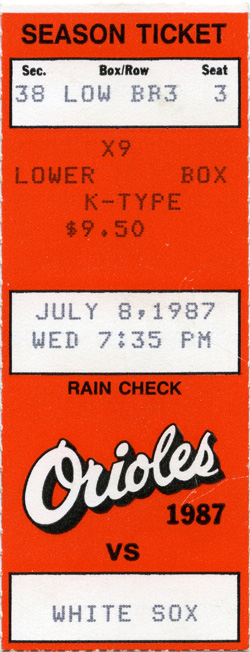 SEASON TICKET
Sec. Box/Row Seat
38 LOW BR3 3
X9
LOWER BOX
K-TYPE
$9.50
JULY 8,1987
WED 7:35 PM
RAIN CHECK
Orioles
1987
VS
WHITE SOX